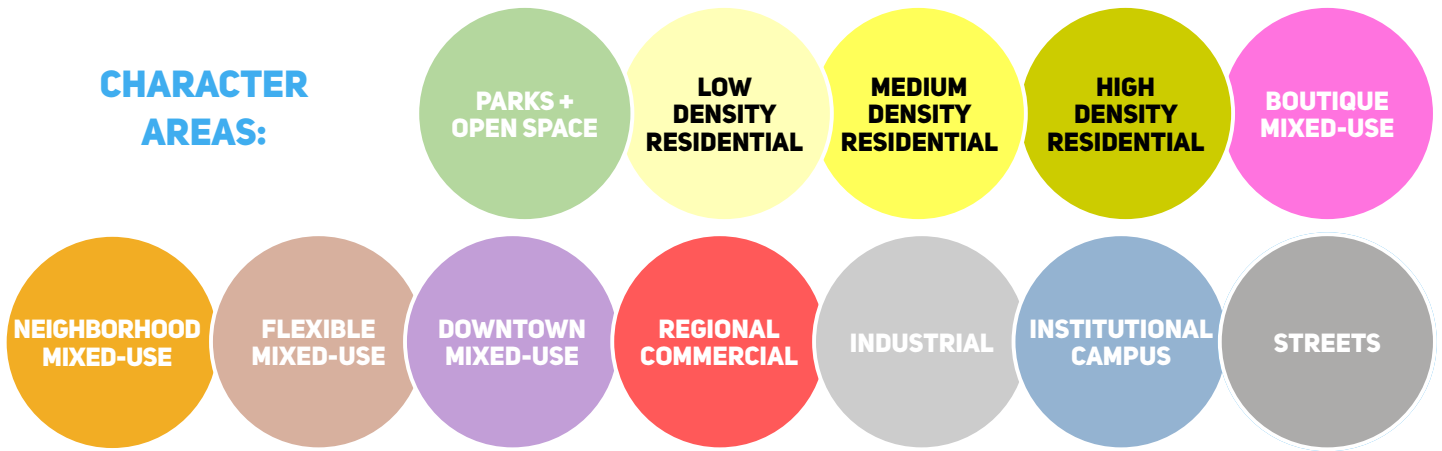 CHARACTER
AREAS:
PARKS +
OPEN SPACE
LOW
DENSITY
RESIDENTIAL
MEDIUM
DENSITY
RESIDENTIAL
HIGH
DENSITY
RESIDENTIAL
BOUTIQUE
MIXED-USE
NEIGHBORHOOD
MIXED-USE
FLEXIBLE
MIXED-USE
DOWNTOWN
MIXED-USE
REGIONAL
COMMERCIAL
INDUSTRIAL
INSTITUTIONAL
CAMPUS
STREETS